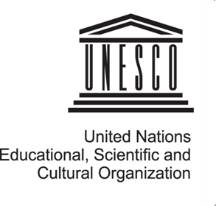 UNESCO
United Nations
Educational, Scientific and
Cultural Organization